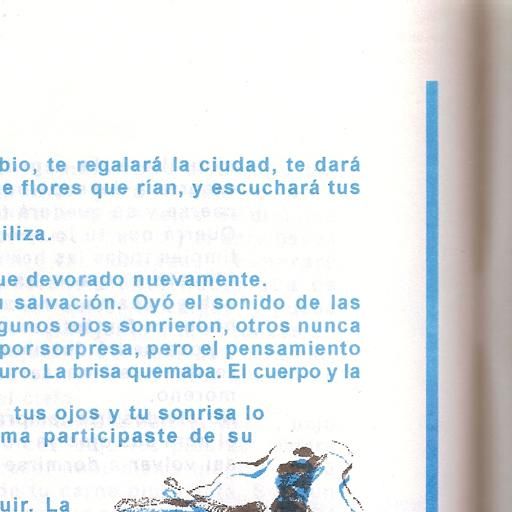 bio, te regalará la ciudad, te dará
e flores que rían, y escuchará tus
iliza.
ue devorado nuevamente.
u salvación. Oyó el sonido de las
gunos ojos sonrieron, otros nunca
por sorpresa, pero el pensamiento
uro. La brisa quemaba. El cuerpo y la
tus ojos y tu sonrisa lo
ma participaste de su
uir. La